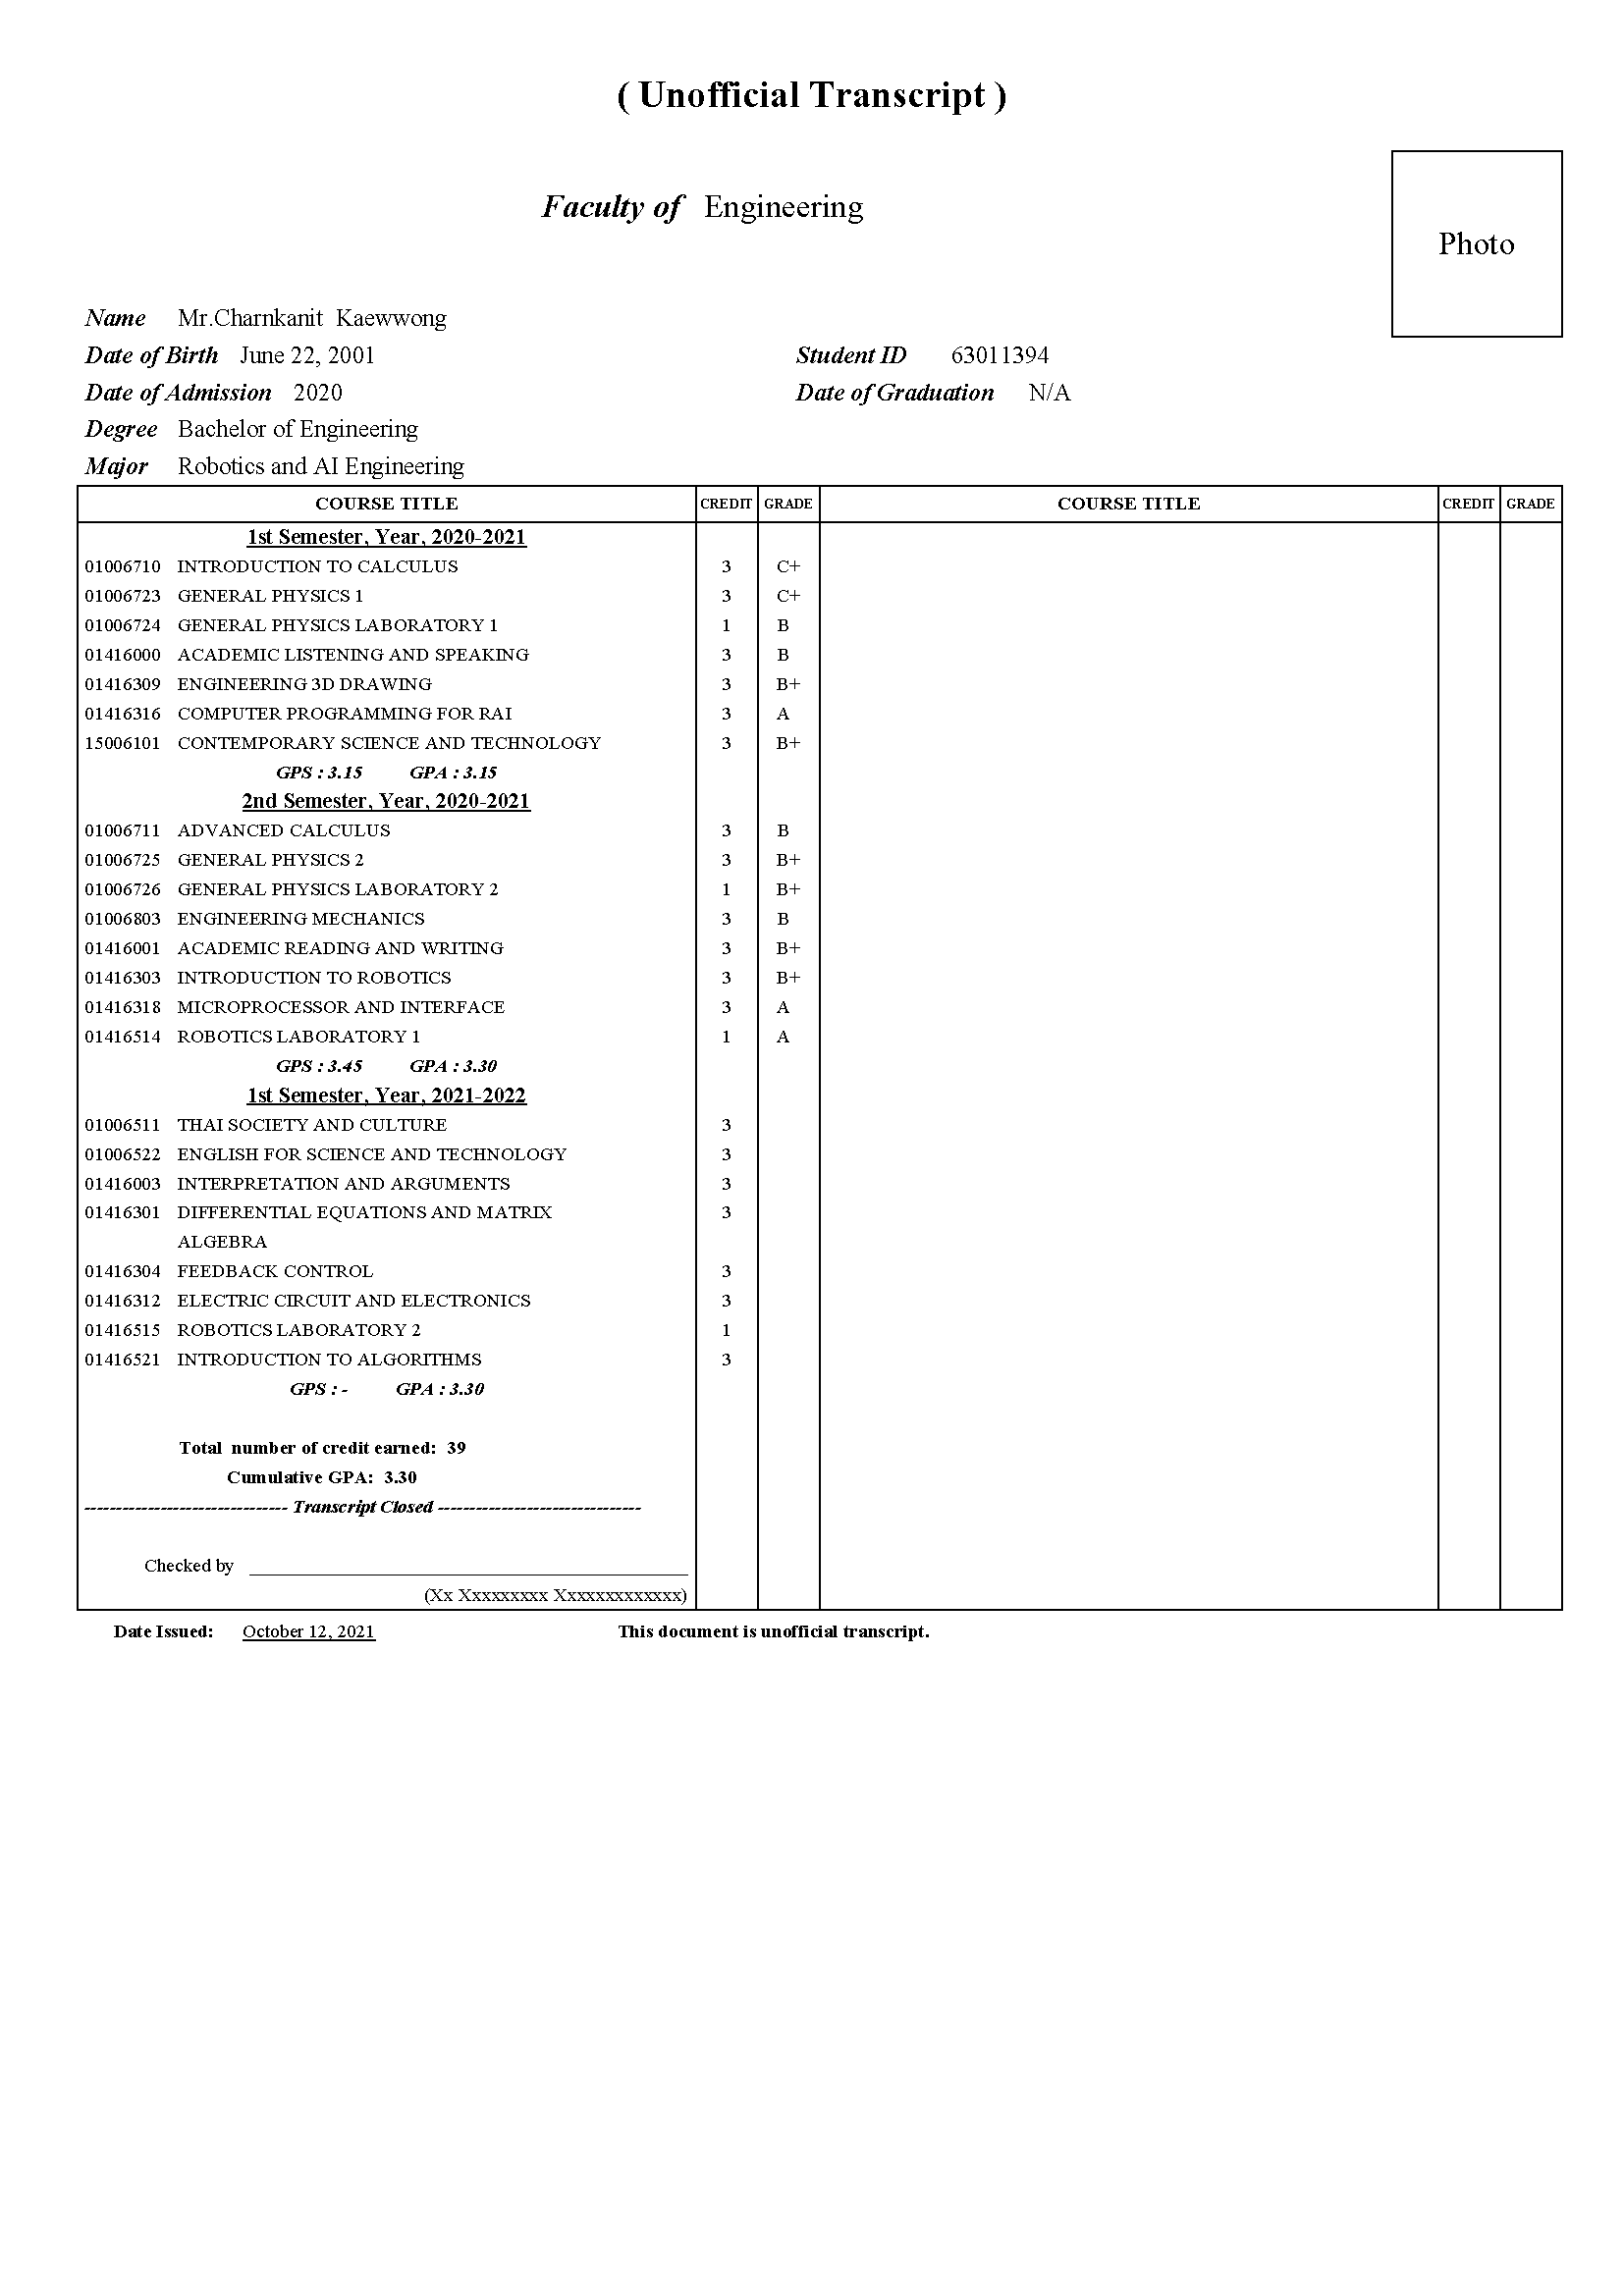 ( Unofficial Transcript )
Faculty of Engineering
Photo
Name Mr.Charnkanit Kaewwong
Date of Birth June 22, 2001 Student ID 63011394
Date of Admission 2020 Date of Graduation N/A
Degree Bachelor of Engineering
Major Robotics and AI Engineering
COURSE TITLE CREDIT GRADE COURSE TITLE CREDIT GRADE
1st Semester, Year, 2020-2021
01006710 INTRODUCTION TO CALCULUS 3 C+
01006723 GENERAL PHYSICS 1 3 C+
01006724 GENERAL PHYSICS LABORATORY 1 1 B
01416000 ACADEMIC LISTENING AND SPEAKING 3 B
01416309 ENGINEERING 3D DRAWING 3 B+
01416316 COMPUTER PROGRAMMING FOR RAI 3 A
15006101 CONTEMPORARY SCIENCE AND TECHNOLOGY 3 B+
GPS : 3.15 GPA : 3.15
2nd Semester, Year, 2020-2021
01006711 ADVANCED CALCULUS 3 B
01006725 GENERAL PHYSICS 2 3 B+
01006726 GENERAL PHYSICS LABORATORY 2 1 B+
01006803 ENGINEERING MECHANICS 3 B
01416001 ACADEMIC READING AND WRITING 3 B+
01416303 INTRODUCTION TO ROBOTICS 3 B+
01416318 MICROPROCESSOR AND INTERFACE 3 A
01416514 ROBOTICS LABORATORY 1 1 A
GPS : 3.45 GPA : 3.30
1st Semester, Year, 2021-2022
01006511 THAI SOCIETY AND CULTURE 3
01006522 ENGLISH FOR SCIENCE AND TECHNOLOGY 3
01416003 INTERPRETATION AND ARGUMENTS 3
01416301 DIFFERENTIAL EQUATIONS AND MATRIX 3
ALGEBRA
01416304 FEEDBACK CONTROL 3
01416312 ELECTRIC CIRCUIT AND ELECTRONICS 3
01416515 ROBOTICS LABORATORY 2 1
01416521 INTRODUCTION TO ALGORITHMS 3
GPS : - GPA : 3.30
Total number of credit earned: 39
Cumulative GPA: 3.30
-------------------------------- Transcript Closed --------------------------------
Checked by
(Xx Xxxxxxxxx Xxxxxxxxxxxxx)
Date Issued: October 12, 2021 This document is unofficial transcript.